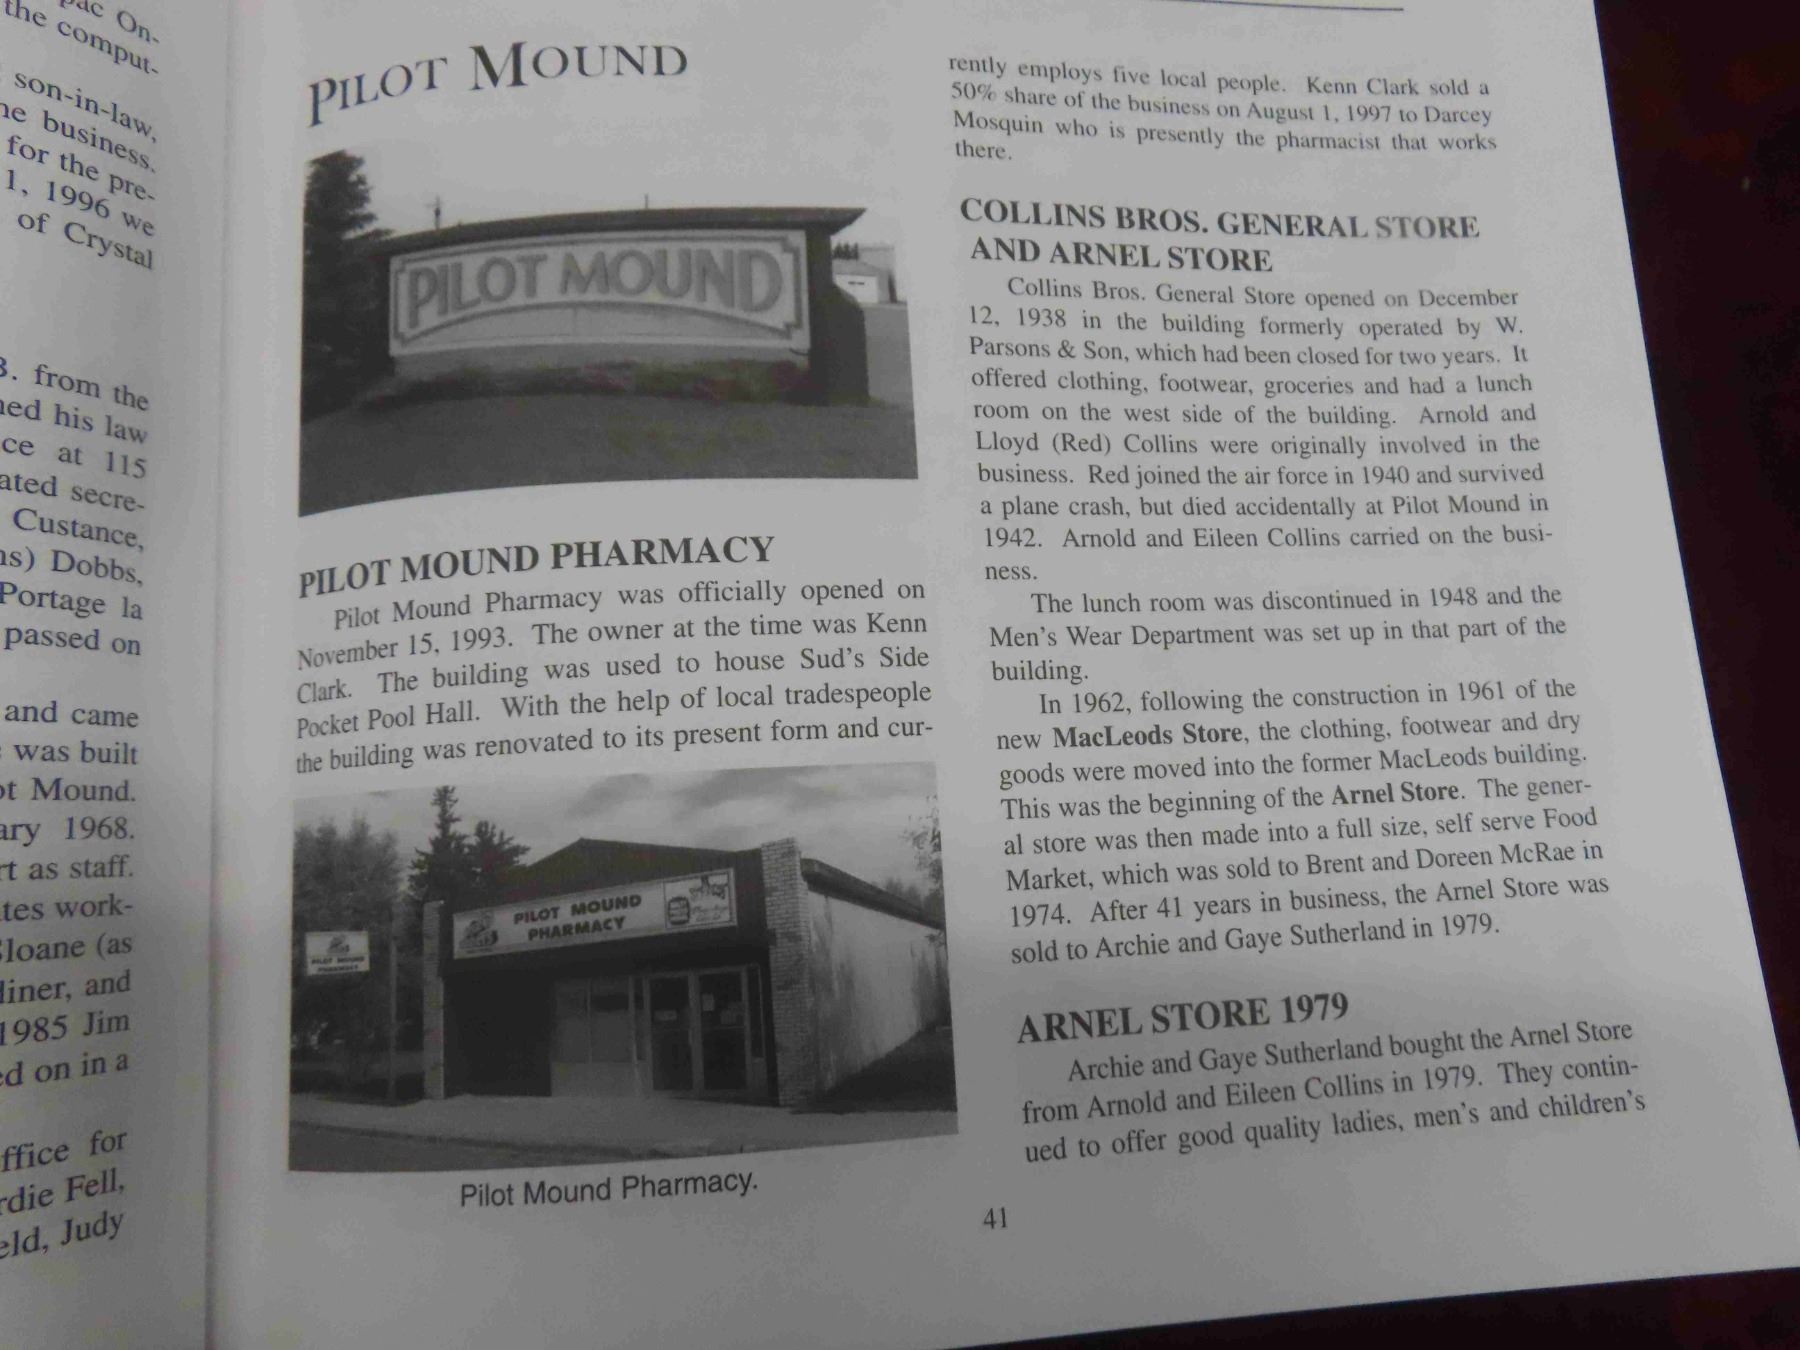 pac On-
the comput-
son-in-law,
he business.
for the pre-
1, 1996 we
of Crystal
from the
his law
at 115
secre-
Custance,
Dobbs,
Portage la
passed on
and came
was built
Mound.
1968.
as staff.
work-
(as
and
1985 Jim
on in a
for
Fell,
Judy
PILOT MOUND
PILOT MOUND
PILOT MOUND PHARMACY
Pilot Mound Pharmacy was officially opened on
November 15, 1993. The owner at the time was Kenn
Clark. The building was used to house Sud's Side
Pocket Pool Hall. With the help of local tradespeople
the building was renovated to its present form and cur-
PILOT MOUND
PHARMACY
PILOT MOUND
PHARMACY
Pilot Mound Pharmacy.
rently employs five local people. Kenn Clark sold a
50% share of the business on August 1, 1997 to Darcey
Mosquin who is presently the pharmacist that works
there.
COLLINS BROS. GENERAL STORE
AND ARNEL STORE
Collins Bros. General Store opened on December
12, 1938 in the building formerly operated by W.
Parsons & Son, which had been closed for two years. It
offered clothing, footwear, groceries and had a lunch
room on the west side of the building. Arnold and
Lloyd (Red) Collins were originally involved in the
business. Red joined the air force in 1940 and survived
a plane crash, but died accidentally at Pilot Mound in
1942. Arnold and Eileen Collins carried on the busi-
ness.
The lunch room was discontinued in 1948 and the
Men's Wear Department was set up in that part of the
building.
In 1962, following the construction in 1961 of the
new MacLeods Store, the clothing, footwear and dry
goods were moved into the former MacLeods building.
This was the beginning of the Arnel Store. The gener-
al store was then made into a full size, self serve Food
Market, which was sold to Brent and Doreen McRae in
1974. After 41 years in business, the Arnel Store was
sold to Archie and Gaye Sutherland in 1979.
ARNEL STORE 1979
Archie and Gaye Sutherland bought the Arnel Store
from Arnold and Eileen Collins in 1979. They contin-
ued to offer good quality ladies, men's and children's
41